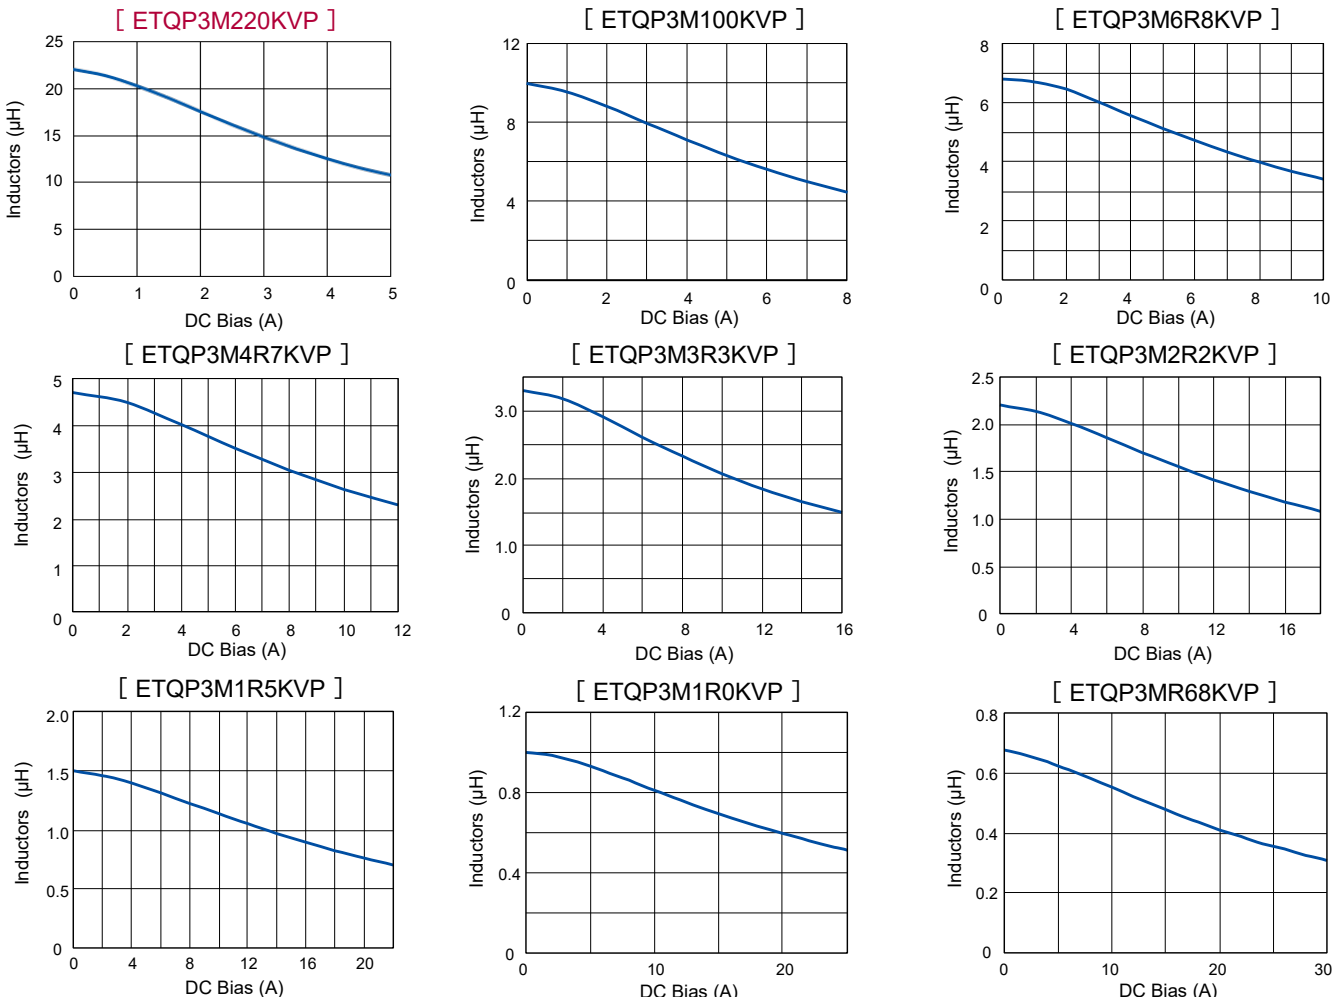 [ ETQP3M220KVP ]
25
20
15
10
5
0
Inductors (μH)
0 1 2 3 4 5
DC Bias (A)
[ ETQP3M100KVP ]
12
8
4
0
Inductors (μH)
0 2 4 6 8
DC Bias (A)
[ ETQP3M6R8KVP ]
8
6
4
2
0
Inductors (μH)
0 2 4 6 8 10
DC Bias (A)
[ ETQP3M4R7KVP ]
5
4
3
2
1
0
Inductors (μH)
0 2 4 6 8 10 12
DC Bias (A)
[ ETQP3M3R3KVP ]
3.0
2.0
1.0
0
Inductors (μH)
0 4 8 12 16
DC Bias (A)
[ ETQP3M2R2KVP ]
2.5
2.0
1.5
1.0
0.5
0
Inductors (μH)
0 4 8 12 16
DC Bias (A)
[ ETQP3M1R5KVP ]
2.0
1.5
1.0
0.5
0
Inductors (μH)
0 4 8 12 16 20
DC Bias (A)
[ ETQP3M1R0KVP ]
1.2
0.8
0.4
0
Inductors (μH)
0 10 20
DC Bias (A)
[ ETQP3MR68KVP ]
0.8
0.6
0.4
0.2
0
Inductors (μH)
0 10 20 30
DC Bias (A)